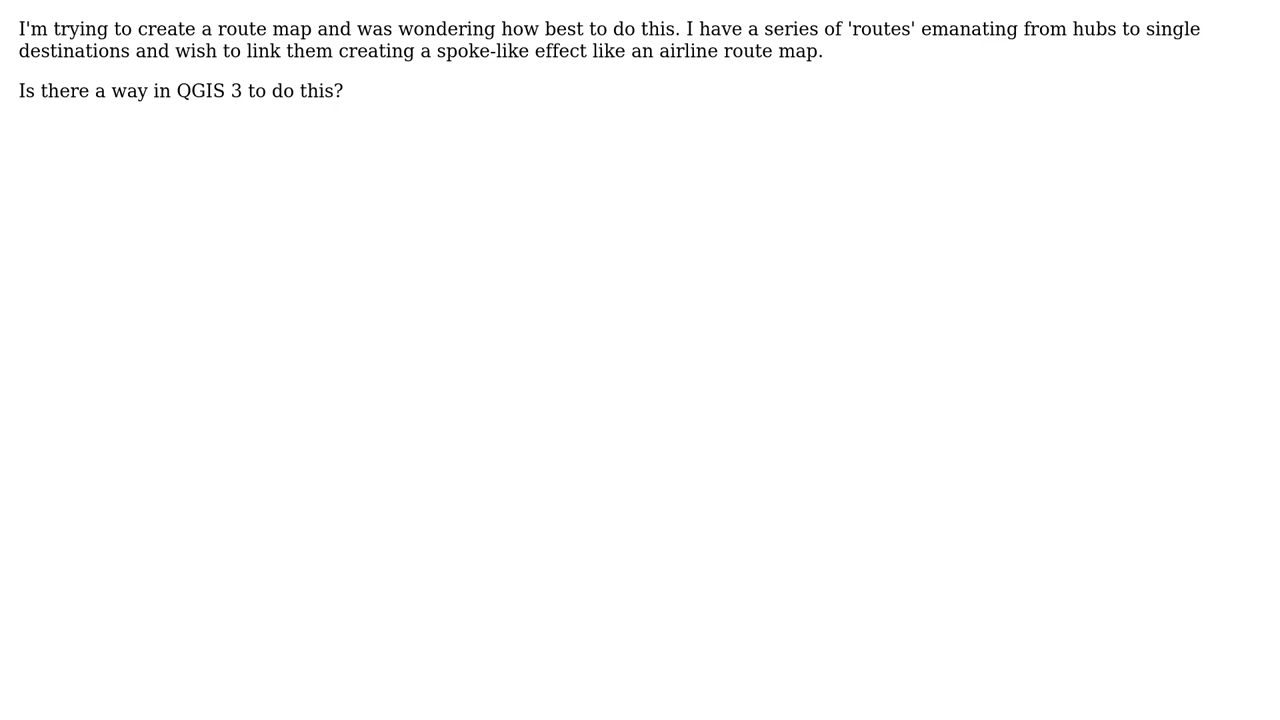 I'm trying to create a route map and was wondering how best to do this. I have a series of 'routes' emanating from hubs to single
destinations and wish to link them creating a spoke-like effect like an airline route map.
Is there a way in QGIS 3 to do this?